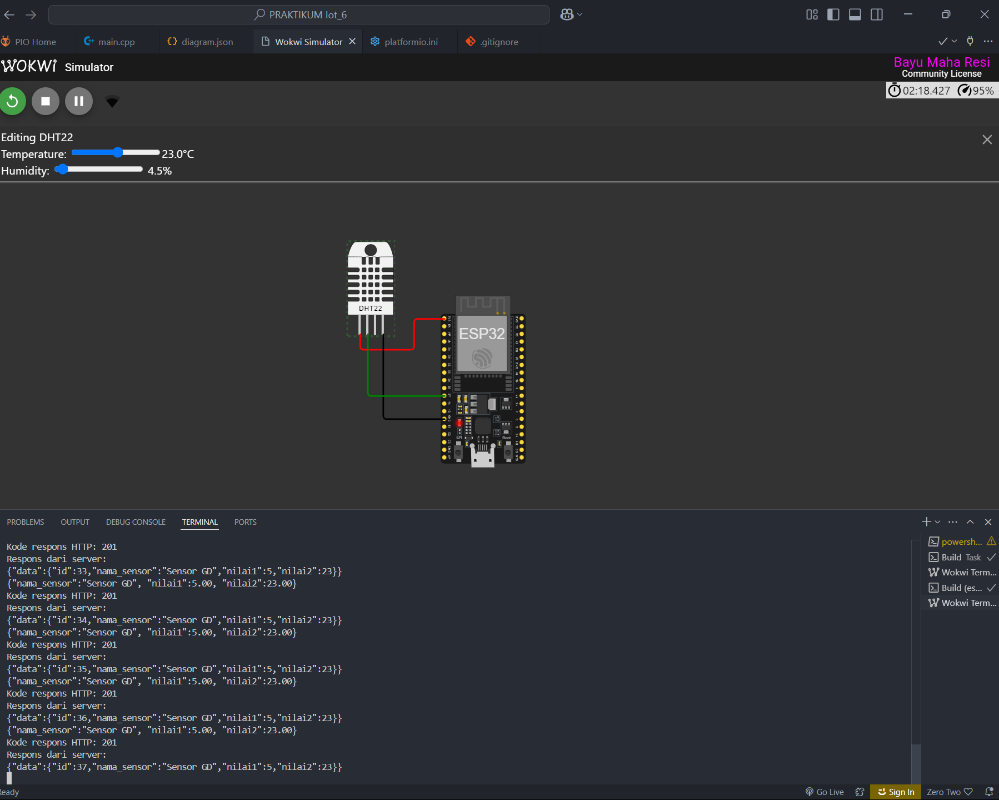 PRAKTIKUM Iot_6
PIO Home
main.cpp
diagram.json
Wokwi Simulator
platformio.ini
.gitignore
WOKWi Simulator
Bayu Maha Resi
Community License
02:18.427 95%
Editing DHT22
Temperature: 23.0°C
Humidity: 4.5%
DHT22
ESP32
EN
Boot
PROBLEMS OUTPUT DEBUG CONSOLE TERMINAL PORTS
Kode respons HTTP: 201
Respons dari server:
{"data":{"id":33,"nama_sensor":"Sensor GD","nilai1":5,"nilai2":23}}
{"nama_sensor":"Sensor GD", "nilai1":5.00, "nilai2":23.00}
Kode respons HTTP: 201
Respons dari server:
{"data":{"id":34,"nama_sensor":"Sensor GD","nilai1":5,"nilai2":23}}
{"nama_sensor":"Sensor GD", "nilai1":5.00, "nilai2":23.00}
Kode respons HTTP: 201
Respons dari server:
{"data":{"id":35,"nama_sensor":"Sensor GD","nilai1":5,"nilai2":23}}
{"nama_sensor":"Sensor GD", "nilai1":5.00, "nilai2":23.00}
Kode respons HTTP: 201
Respons dari server:
{"data":{"id":36,"nama_sensor":"Sensor GD","nilai1":5,"nilai2":23}}
{"nama_sensor":"Sensor GD", "nilai1":5.00, "nilai2":23.00}
Kode respons HTTP: 201
Respons dari server:
{"data":{"id":37,"nama_sensor":"Sensor GD","nilai1":5,"nilai2":23}}
powersh...
Build Task
Wokwi Term...
Build (es...
Wokwi Term...
Ready
Go Live
Sign In
Zero Two